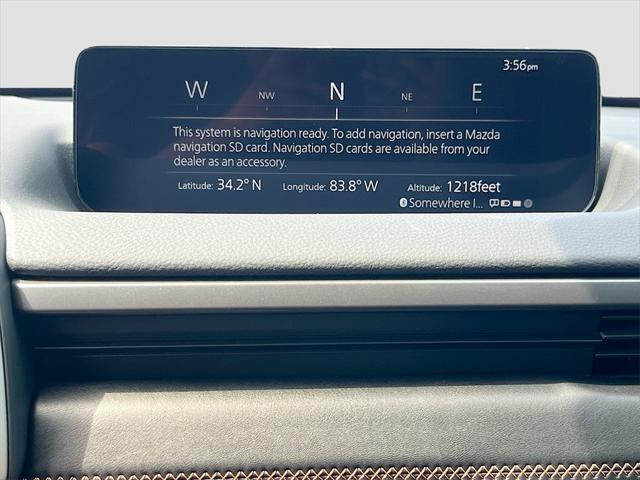 3:56pm
W NW N NE E
This system is navigation ready. To add navigation, insert a Mazda
navigation SD card. Navigation SD cards are available from your
dealer as an accessory.
Latitude: 34.2° N Longitude: 83.8° W Altitude: 1218feet
Somewhere I...